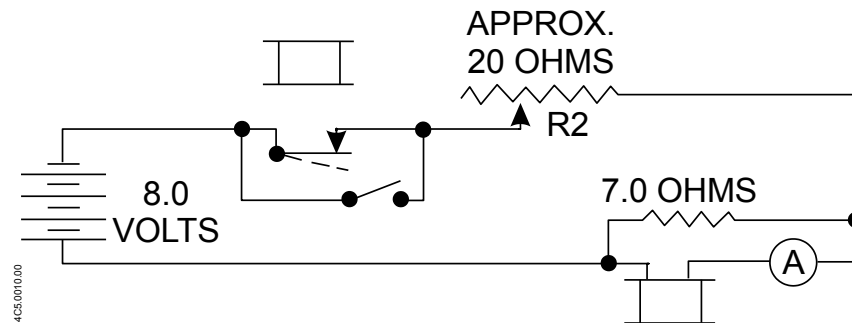 APPROX.
20 OHMS
R2
8.0
VOLTS
7.0 OHMS
A
4C5.0010.00